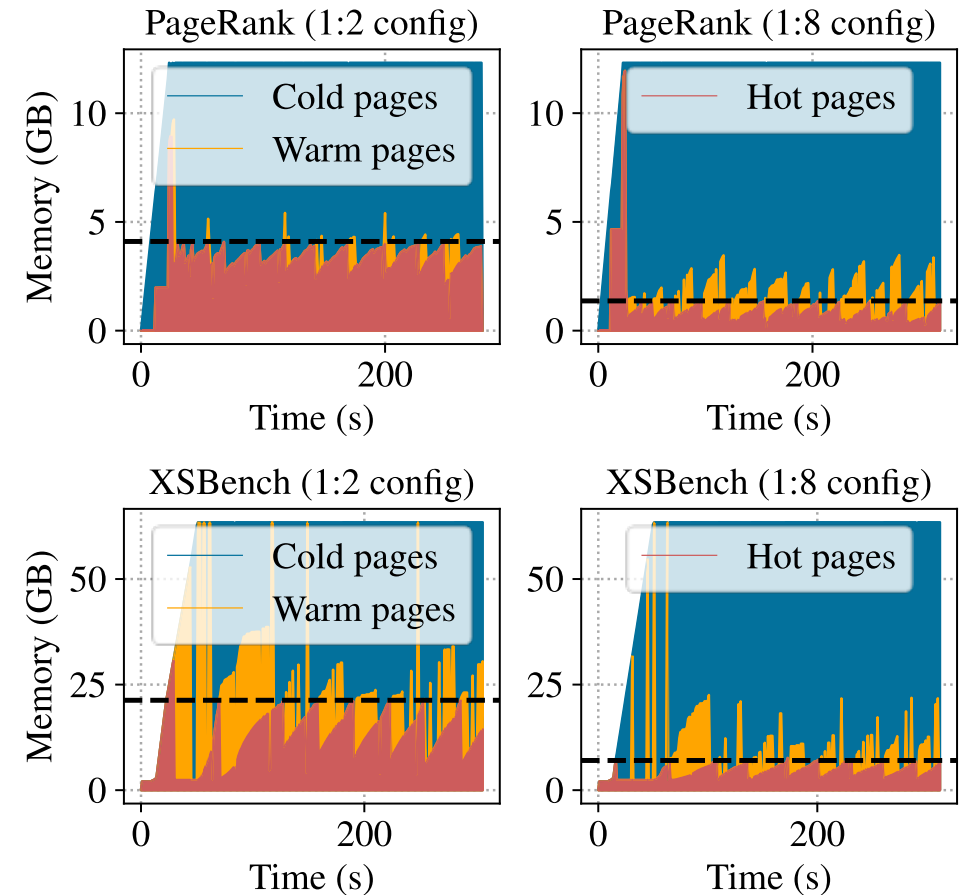 PageRank (1:2 config)
Memory (GB)
10
5
0
Cold pages
Warm pages
0 200
Time (s)
PageRank (1:8 config)
10
5
0
Hot pages
0 200
Time (s)
XSBench (1:2 config)
Memory (GB)
50
25
0
Cold pages
Warm pages
0 200
Time (s)
XSBench (1:8 config)
50
25
0
Hot pages
0 200
Time (s)